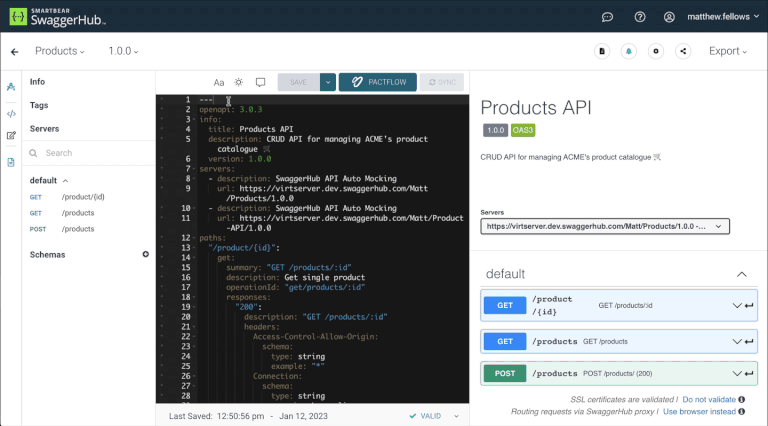 SMARTBEAR
SwaggerHub™
matthew.fellows
Products
1.0.0
Export
Info
Tags
Servers
Search
default
GET /product/{id}
GET /products
POST /products
Schemas
Aa
SAVE
PACTFLOW
SYNC
1 ---
2 openapi: 3.0.3
3 info:
4 title: Products API
5 description: CRUD API for managing ACME's product
catalogue 🛒
6 version: 1.0.0
7 servers:
8 - description: SwaggerHub API Auto Mocking
9 url: https://virtserver.dev.swaggerhub.com/Matt
/Products/1.0.0
10 - description: SwaggerHub API Auto Mocking
11 url: https://virtserver.dev.swaggerhub.com/Matt/Product
-API/1.0.0
12 paths:
13 "/product/{id}":
14 get:
15 summary: "GET /products/:id"
16 description: Get single product
17 operationId: "get/products/:id"
18 responses:
19 "200":
20 description: "GET /products/:id"
21 headers:
22 Access-Control-Allow-Origin:
23 schema:
24 type: string
25 example: "*"
26 Connection:
27 schema:
28 type: string
Last Saved: 12:50:56 pm - Jan 12, 2023
VALID
Products API
1.0.0 OAS3
CRUD API for managing ACME's product catalogue 🛒
Servers
https://virtserver.dev.swaggerhub.com/Matt/Products/1.0.0 -...
default
GET /product/{id} GET /products/:id
GET /products GET /products
POST /products POST /products/ (200)
SSL certificates are validated ! Do not validate
Routing requests via SwaggerHub proxy ! Use browser instead